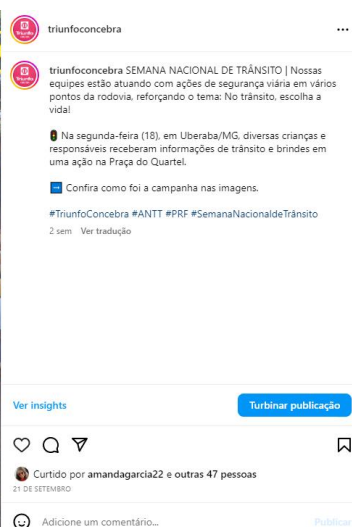 triunfoconcebra
triunfoconcebra SEMANA NACIONAL DE TRÂNSITO | Nossas
equipes estão atuando com ações de segurança viária em vários
pontos da rodovia, reforçando o tema: No trânsito, escolha a
vida!
Na segunda-feira (18), em Uberaba/MG, diversas crianças e
responsáveis receberam informações de trânsito e brindes em
uma ação na Praça do Quartel.
Confira como foi a campanha nas imagens.
#TriunfoConcebra #ANTT #PRF #SemanaNacionaldeTrânsito
2 sem Ver tradução
Ver insights
Turbinar publicação
Curtido por amandagarcia22 e outras 47 pessoas
21 DE SETEMBRO
Adicione um comentário...
Publicar